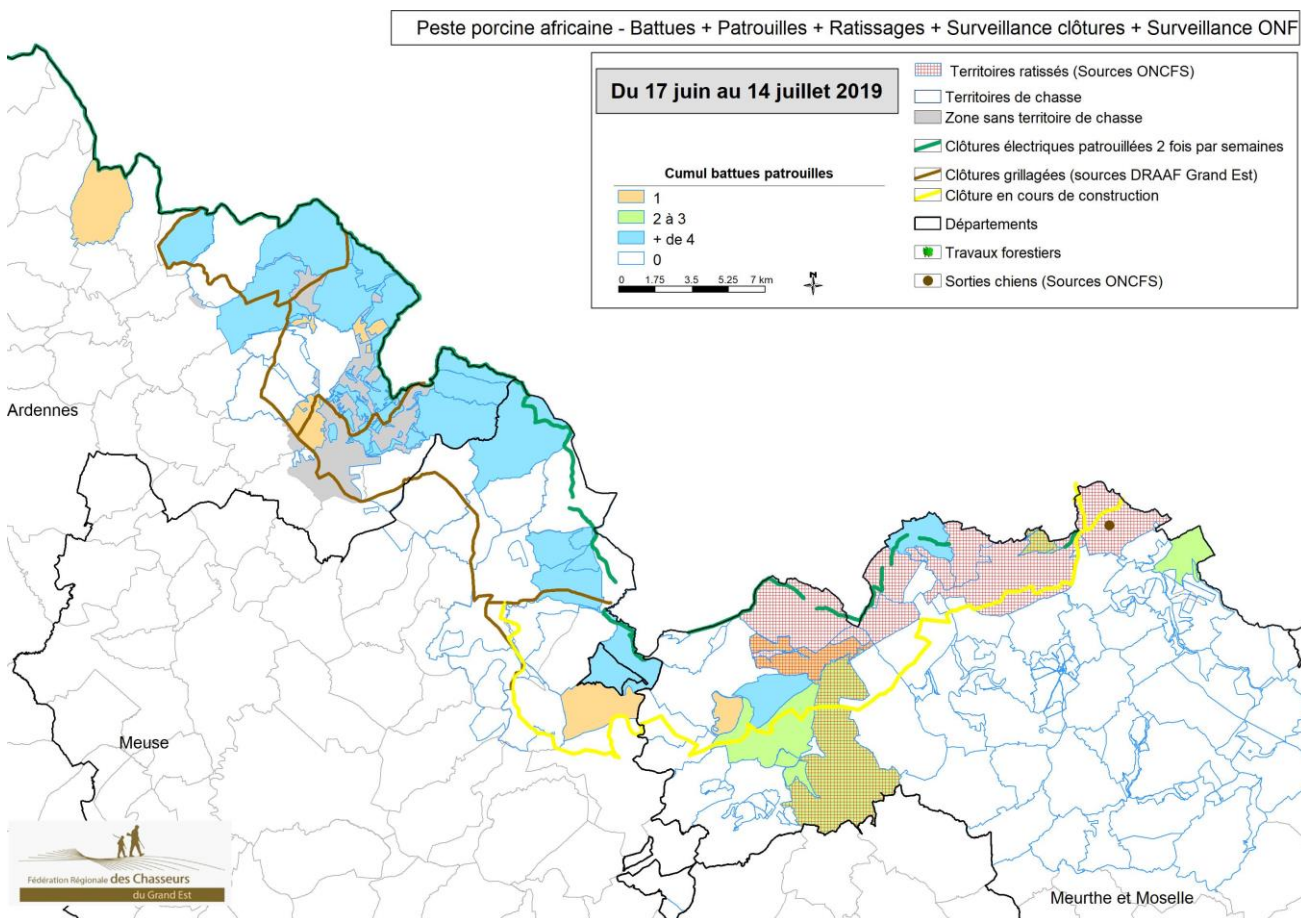 Peste porcine africaine - Battues + Patrouilles + Ratissages + Surveillance clôtures + Surveillance ONF
Du 17 juin au 14 juillet 2019
Cumul battues patrouilles
1
2 à 3
+ de 4
0
0 1.75 3.5 5.25 7 km
N
Territoires ratissés (Sources ONCFS)
Territoires de chasse
Zone sans territoire de chasse
Clôtures électriques patrouillées 2 fois par semaines
Clôtures grillagées (sources DRAAF Grand Est)
Clôture en cours de construction
Départements
Travaux forestiers
Sorties chiens (Sources ONCFS)
Ardennes
Meuse
Meurthe et Moselle
Fédération Régionale des Chasseurs
du Grand Est